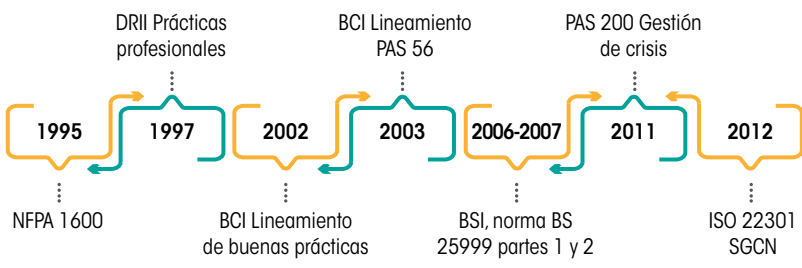 DRII Prácticas
profesionales
BCI Lineamiento
PAS 56
PAS 200 Gestión
de crisis
1995
1997
2002
2003
2006-2007
2011
2012
NFPA 1600
BCI Lineamiento
de buenas prácticas
BSI, norma BS
25999 partes 1 y 2
ISO 22301
SGCN